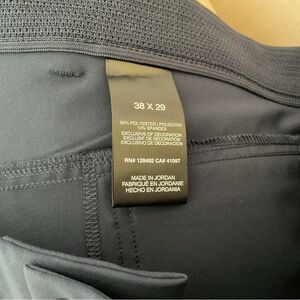 38 X 29
90% POLYESTER / POLIÉSTER
10% SPANDEX
EXCLUSIVE OF DECORATION
EXCLUSIF DE DÉCORATION
EXCLUSIVO DE DECORACIÓN
RN# 128492 CA# 41097
MADE IN JORDAN
FABRIQUÉ EN JORDANIE
HECHO EN JORDANIA